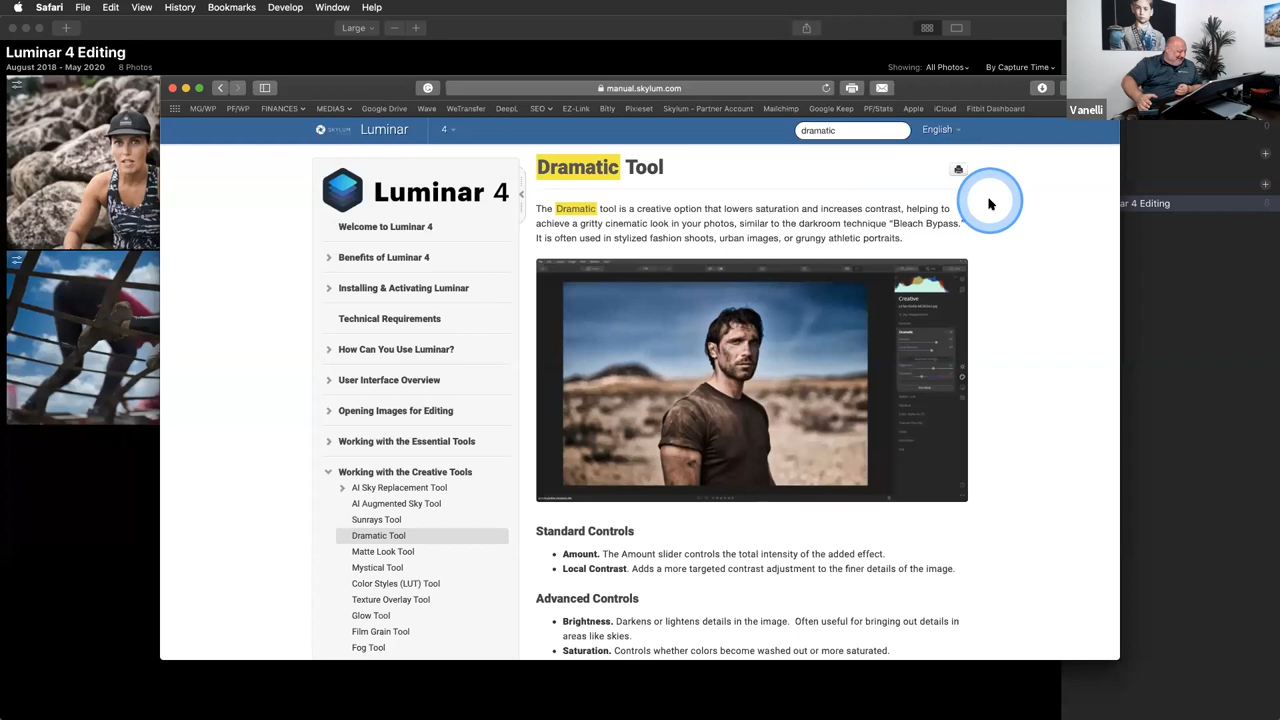 Safari File Edit View History Bookmarks Develop Window Help
Large
Luminar 4 Editing
August 2018 - May 2020 8 Photos
Showing: All Photos
By Capture Time
Vanelli
manual.skylum.com
MG/WP PF/WP FINANCES MEDIAS Google Drive Wave WeTransfer DeepL SEO EZ-Link Bitly Pixieset Skylum - Partner Account Mailchimp Google Keep PF/Stats Apple iCloud Fitbit Dashboard
SKYLUM Luminar 4
dramatic
English
ar 4 Editing
Luminar 4
Welcome to Luminar 4
Benefits of Luminar 4
Installing & Activating Luminar
Technical Requirements
How Can You Use Luminar?
User Interface Overview
Opening Images for Editing
Working with the Essential Tools
Working with the Creative Tools
AI Sky Replacement Tool
AI Augmented Sky Tool
Sunrays Tool
Dramatic Tool
Matte Look Tool
Mystical Tool
Color Styles (LUT) Tool
Texture Overlay Tool
Glow Tool
Film Grain Tool
Fog Tool
Dramatic Tool
The Dramatic tool is a creative option that lowers saturation and increases contrast, helping to
achieve a gritty cinematic look in your photos, similar to the darkroom technique “Bleach Bypass.”
It is often used in stylized fashion shoots, urban images, or grungy athletic portraits.
Creative
Dramatic
Standard Controls
• Amount. The Amount slider controls the total intensity of the added effect.
• Local Contrast. Adds a more targeted contrast adjustment to the finer details of the image.
Advanced Controls
• Brightness. Darkens or lightens details in the image. Often useful for bringing out details in
areas like skies.
• Saturation. Controls whether colors become washed out or more saturated.